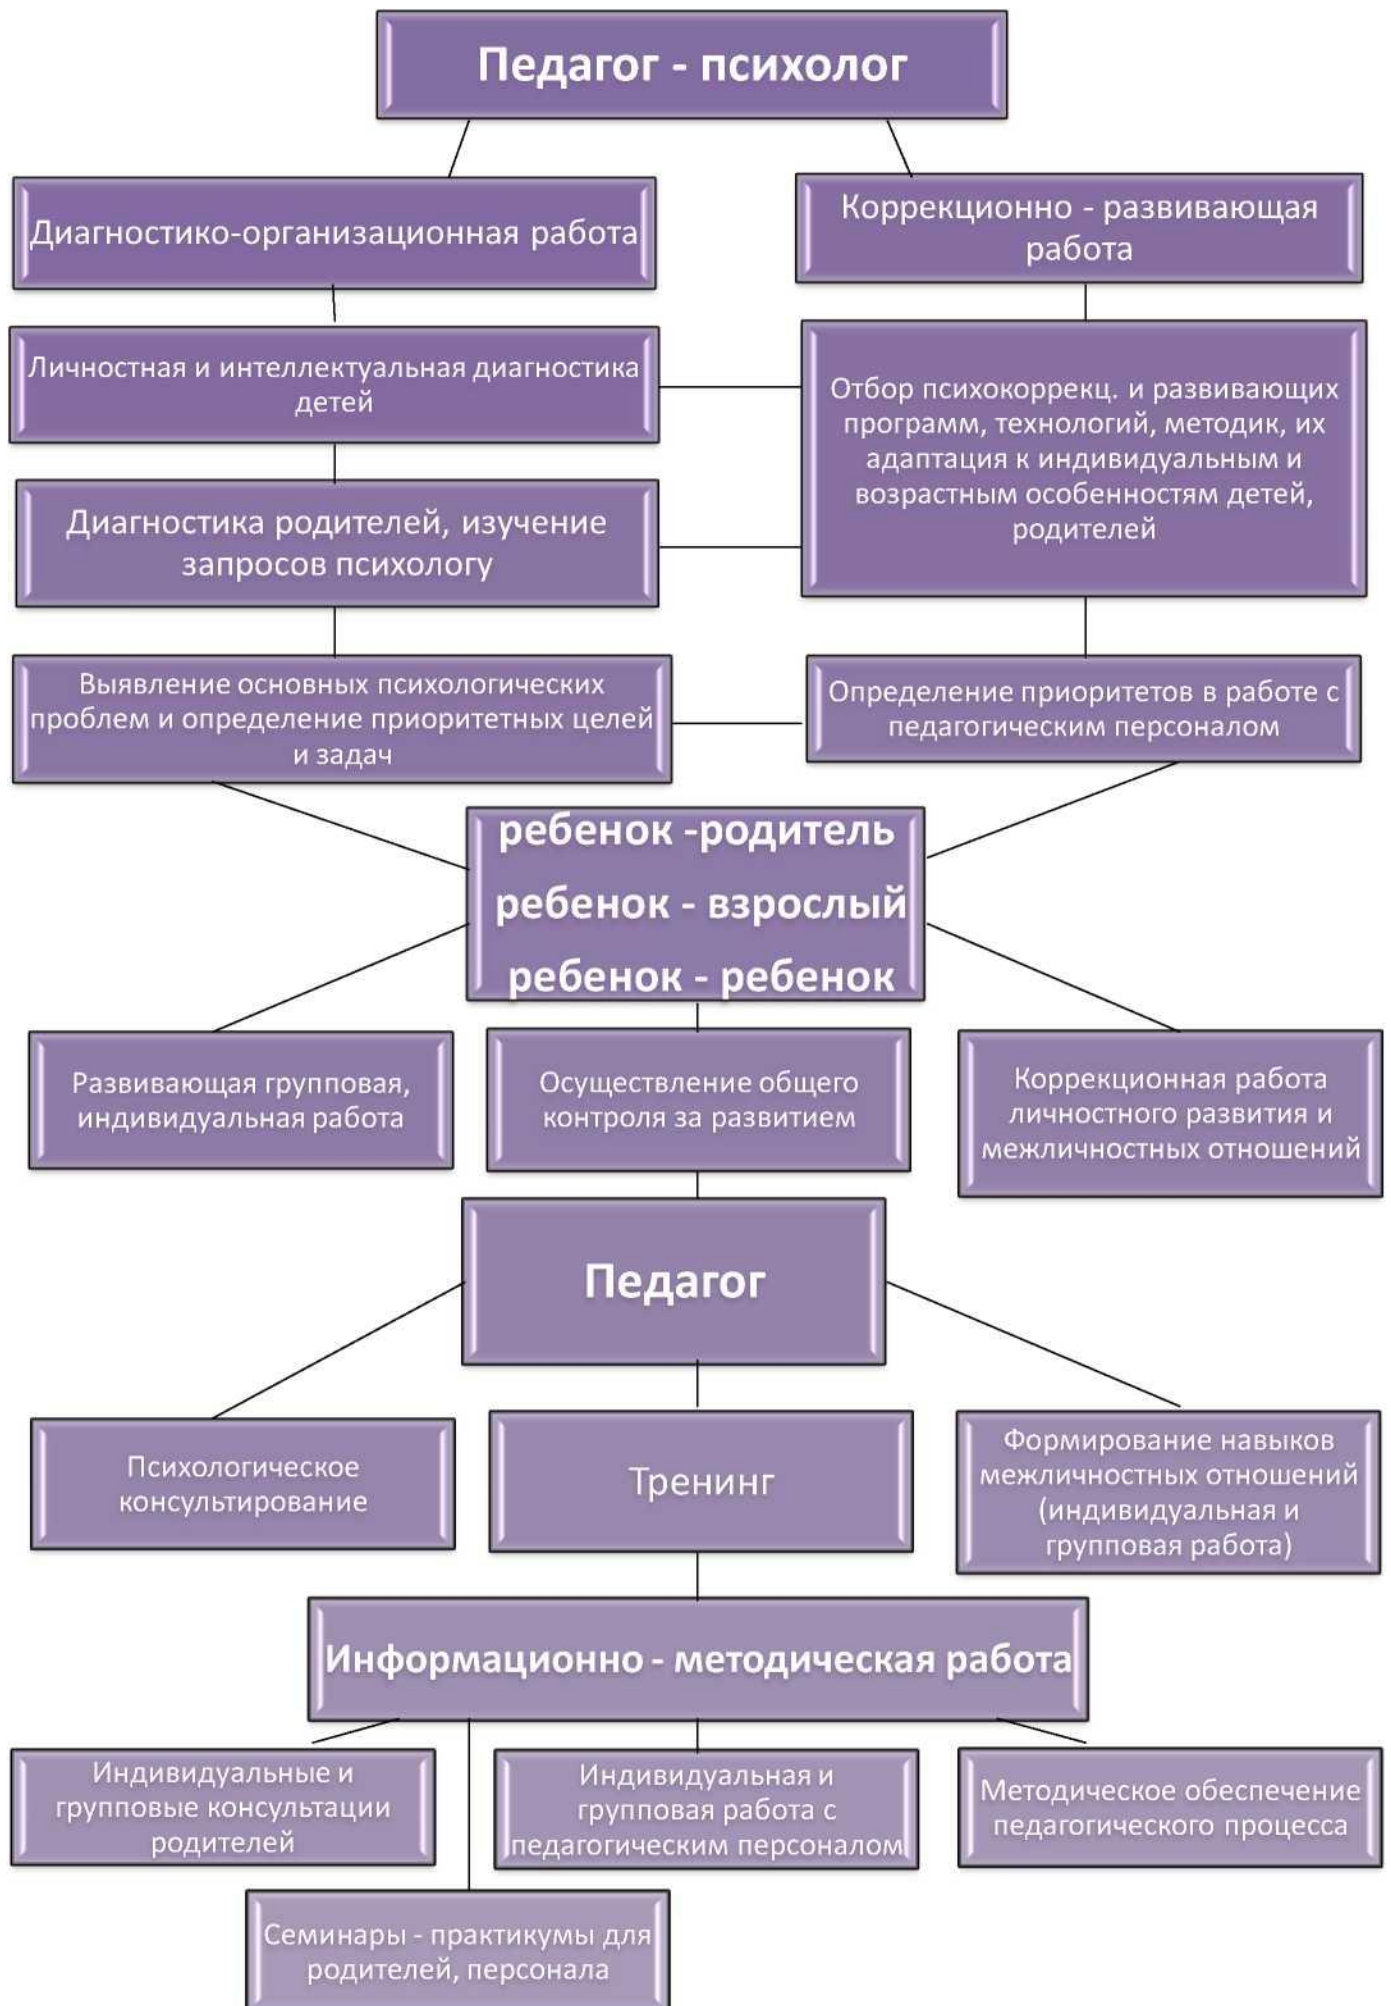 Педагог - психолог
Диагностико-организационная работа
Коррекционно - развивающая
работа
Личностная и интеллектуальная диагностика
детей
Отбор психокоррекц. и развивающих
программ, технологий, методик, их
адаптация к индивидуальным и
возрастным особенностям детей,
родителей
Диагностика родителей, изучение
запросов психологу
Выявление основных психологических
проблем и определение приоритетных целей
и задач
Определение приоритетов в работе с
педагогическим персоналом
ребенок -родитель
ребенок - взрослый
ребенок - ребенок
Развивающая групповая,
индивидуальная работа
Осуществление общего
контроля за развитием
Коррекционная работа
личностного развития и
межличностных отношений
Педагог
Психологическое
консультирование
Тренинг
Формирование навыков
межличностных отношений
(индивидуальная и
групповая работа)
Информационно - методическая работа
Индивидуальные и
групповые консультации
родителей
Индивидуальная и
групповая работа с
педагогическим персоналом
Методическое обеспечение
педагогического процесса
Семинары - практикумы для
родителей, персонала